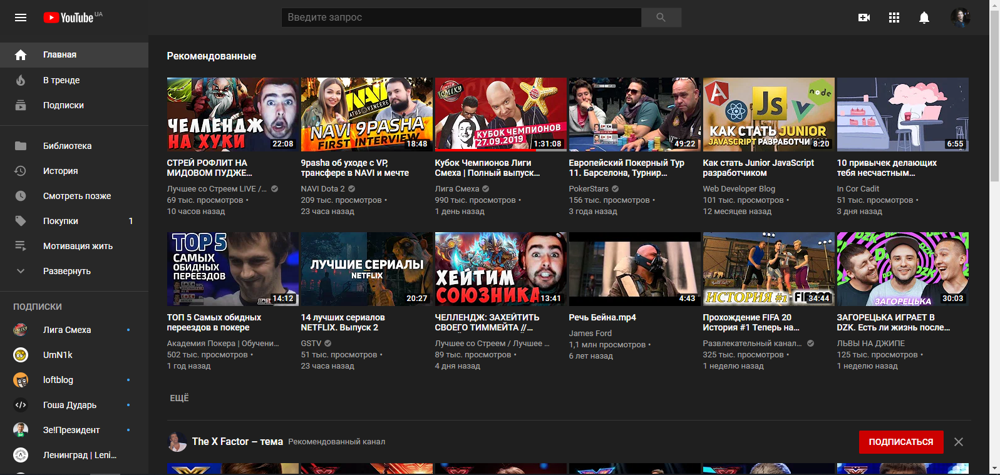 YouTube UA
Введите запрос
Главная
В тренде
Подписки
Библиотека
История
Смотреть позже
Покупки 1
Мотивация жить
Развернуть
ПОДПИСКИ
Лига Смеха
UmN1k
loftblog
Гоша Дударь
Зе!Президент
Ленинград | Leni...
Рекомендованные
ЧЕЛЛЕНДЖ
НА ХУКИ
22:08
СТРЕЙ РОФЛИТ НА
МИДОВОМ ПУДЖЕ...
Лучшее со Стреем LIVE /...
69 тыс. просмотров •
10 часов назад
NAVI
NAVI 9PASHA
FIRST INTERVIEW
18:48
9pasha об уходе с VP,
трансфере в NAVI и мечте
NAVI Dota 2
209 тыс. просмотров •
23 часа назад
КУБОК ЧЕМПИОНОВ
27.09.2019
1:31:08
Кубок Чемпионов Лиги
Смеха | Полный выпуск...
Лига Смеха
990 тыс. просмотров •
1 день назад
49:22
Европейский Покерный Тур
11. Барселона, Турнир...
PokerStars
156 тыс. просмотров •
3 года назад
JS
node
КАК СТАТЬ JUNIOR
JAVASCRIPT РАЗРАБОТЧИ
8:20
Как стать Junior JavaScript
разработчиком
Web Developer Blog
101 тыс. просмотров •
12 месяцев назад
6:55
10 привычек делающих
тебя несчастным...
In Cor Cadit
51 тыс. просмотров •
3 дня назад
TOP 5
САМЫХ
ОБИДНЫХ
ПЕРЕЕЗДОВ
14:12
ТОП 5 Самых обидных
переездов в покере
Академия Покера | Обучени...
502 тыс. просмотров •
1 год назад
ЛУЧШИЕ СЕРИАЛЫ
NETFLIX
20:27
14 лучших сериалов
NETFLIX. Выпуск 2
GSTV
51 тыс. просмотров •
23 часа назад
ХЕЙТИМ
СОЮЗНИКА
13:41
ЧЕЛЛЕНДЖ: ЗАХЕЙТИТЬ
СВОЕГО ТИММЕЙТА //...
Лучшее со Стреем / Лучшее ...
89 тыс. просмотров •
4 дня назад
4:43
Речь Бейна.mp4
James Ford
1,1 млн просмотров •
6 лет назад
ИСТОРИЯ #1
34:44
Прохождение FIFA 20
История #1 Теперь на...
Развлекательный канал...
325 тыс. просмотров •
1 неделю назад
DZK
ЗАГОРЕЦЬКА
30:03
ЗАГОРЕЦЬКА ИГРАЕТ В
DZK. Есть ли жизнь после...
ЛЬВЫ НА ДЖИПЕ
125 тыс. просмотров •
1 неделю назад
ЕЩЁ
The X Factor – тема Рекомендованный канал
ПОДПИСАТЬСЯ